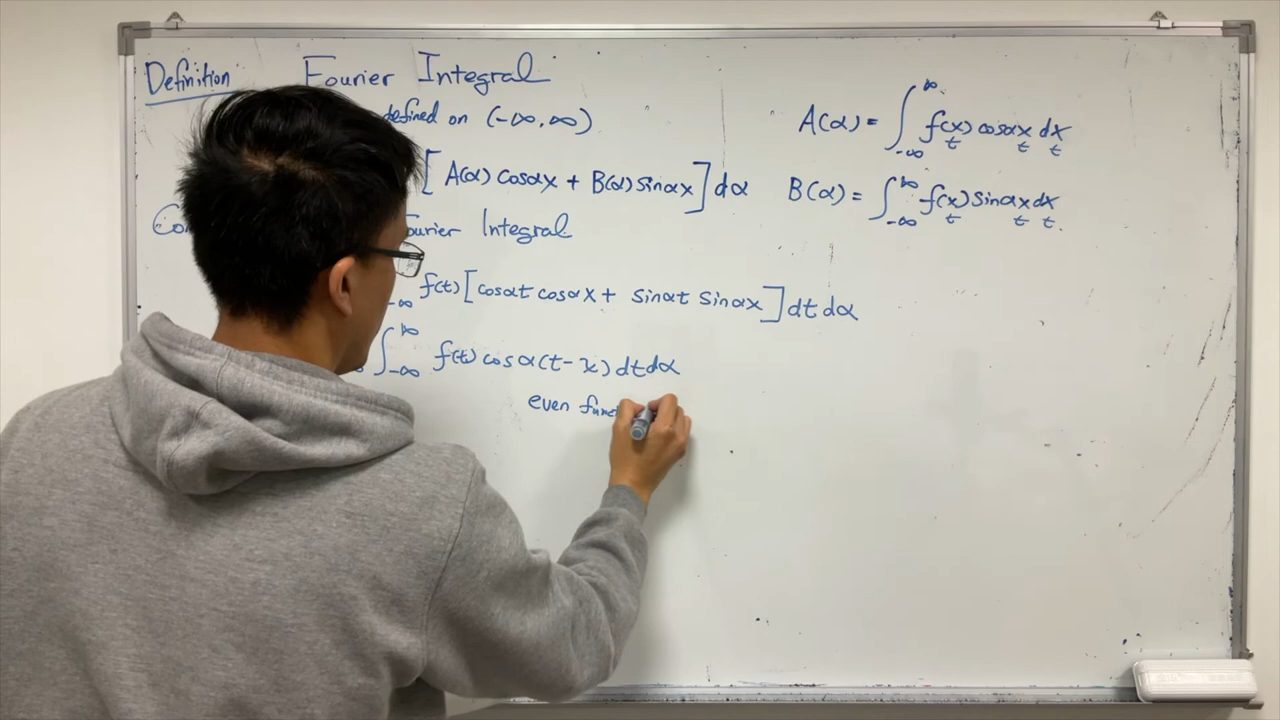 Definition Fourier Integral
defined on (-∞, ∞)
[A(α) cosαx + B(α) sinαx] dα
Fourier Integral
-∞ f(t) [cosαt cosαx + sinαt sinαx] dt dα
∫_{-∞}^{∞} f(t) cos α(t-x) dt dα
even
A(α) = ∫_{-∞}^{∞} f(x) cosαx dx
t t t
B(α) = ∫_{-∞}^{∞} f(x) sinαx dx
t t t